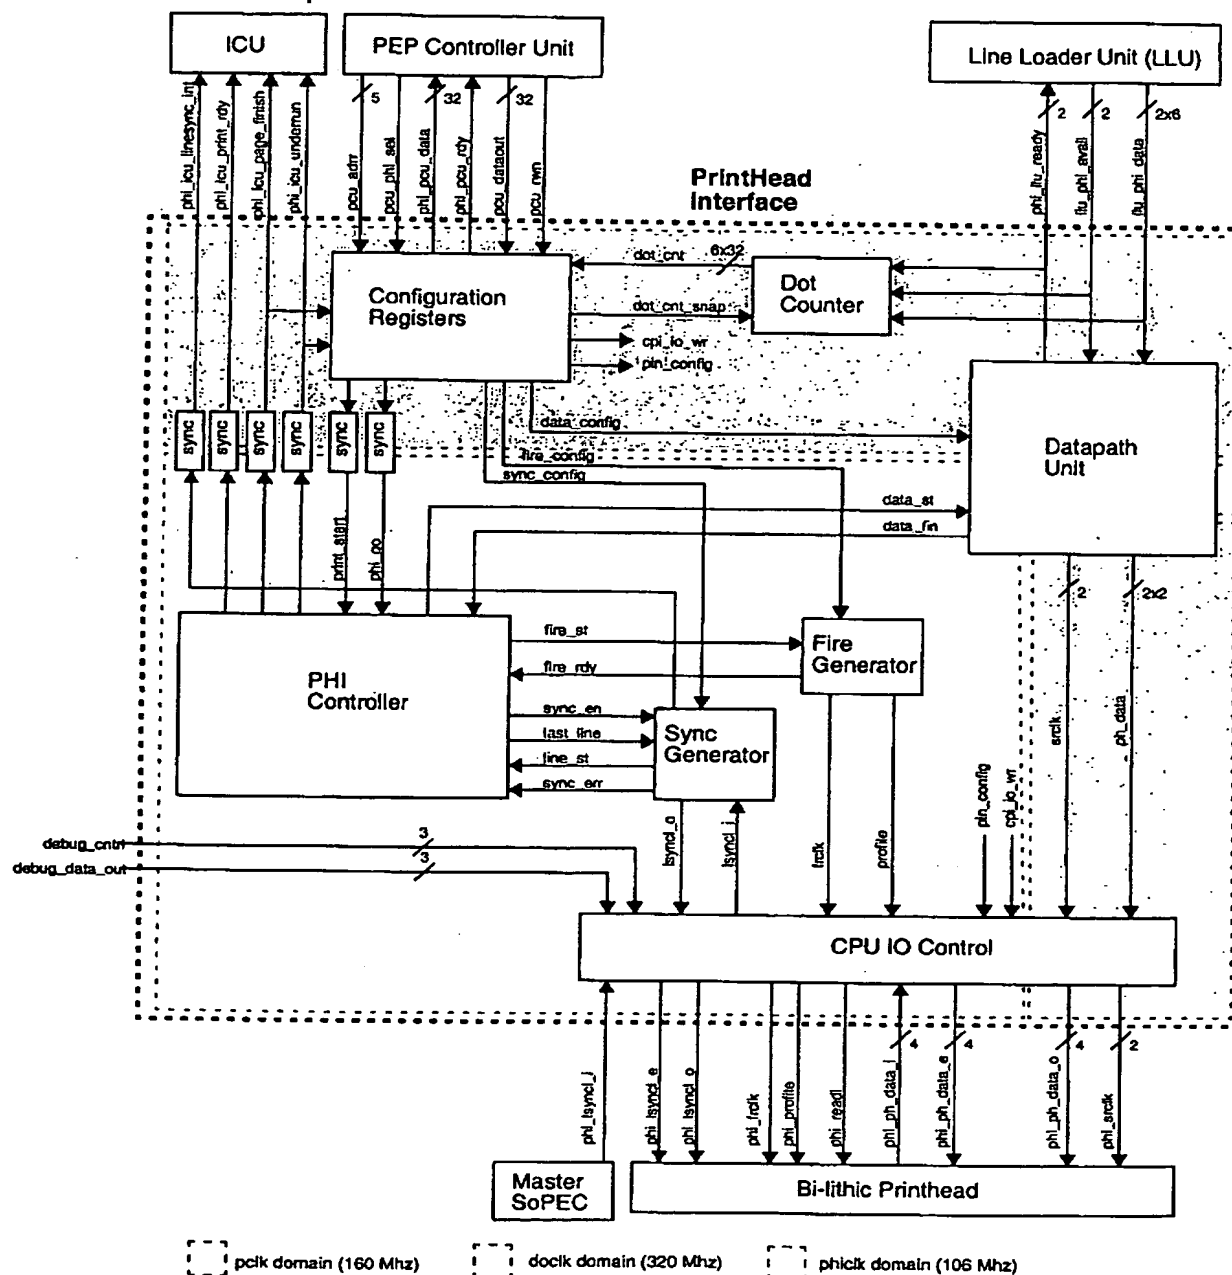 ICU
PEP Controller Unit
Line Loader Unit (LLU)
phi_icu_linesync_int
phi_icu_print_rdy
phi_icu_page_finish
phi_icu_underrun
5
32
32
pcu_adrr
pcu_phi_sel
phi_pcu_data
phi_pcu_rdy
pcu_dataout
pcu_rwn
2
2
2x6
phi_llu_ready
llu_phi_avail
llu_phi_data
PrintHead
Interface
Configuration
Registers
dot_cnt
6x32
dot_cnt_snap
Dot
Counter
cpi_io_wr
pin_config
sync
sync
sync
sync
sync
sync
data_config
fire_config
sync_config
Datapath
Unit
data_st
data_fin
print_start
phi_go
2
2x2
srclk
ph_data
PHI
Controller
fire_st
fire_rdy
Fire
Generator
sync_en
last_line
line_st
sync_err
Sync
Generator
lsyncl_o
lsyncl_i
frclk
profile
pin_config
cpi_io_wr
debug_cntrl
3
debug_data_out
3
CPU IO Control
phi_lsyncl_i
phi_lsyncl_e
phi_lsyncl_o
phi_frclk
phi_profile
phi_readl
phi_ph_data_i
4
phi_ph_data_e
4
phi_ph_data_o
4
phi_srclk
2
Master
SoPEC
Bi-lithic Printhead
pclk domain (160 Mhz)
doclk domain (320 Mhz)
phiclk domain (106 Mhz)